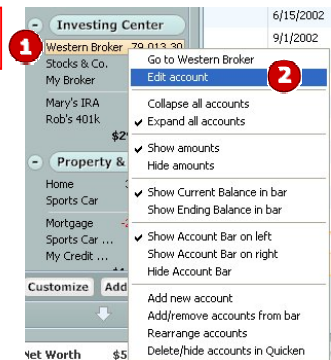 6/15/2002
Investing Center
9/1/2002
1
Western Broker 79,013.30
Go to Western Broker
Stocks & Co.
Edit account
2
My Broker
Collapse all accounts
Mary's IRA
Expand all accounts
Rob's 401k
Show amounts
Hide amounts
Property &
Show Current Balance in bar
Home
Show Ending Balance in bar
Sports Car
Mortgage
Sports Car ...
Show Account Bar on left
My Credit ...
Show Account Bar on right
Hide Account Bar
Customize Add
Add new account
Add/remove accounts from bar
Rearrange accounts
Net Worth $5
Delete/hide accounts in Quicken